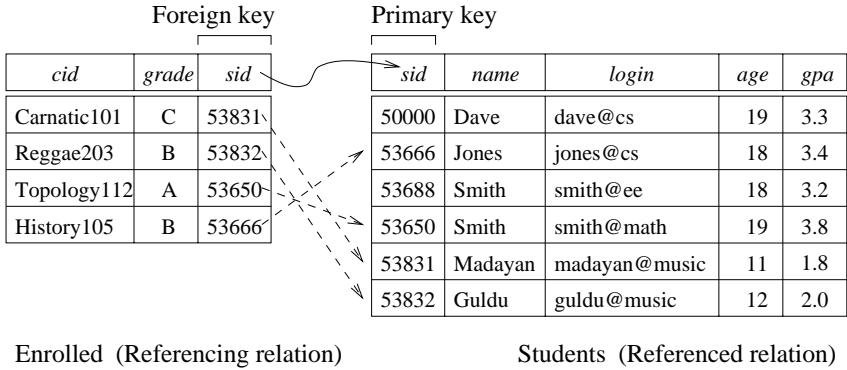 Foreign key
Primary key
cid grade sid
Carnatic101 C 53831
Reggae203 B 53832
Topology112 A 53650
History105 B 53666
sid name login age gpa
50000 Dave dave@cs 19 3.3
53666 Jones jones@cs 18 3.4
53688 Smith smith@ee 18 3.2
53650 Smith smith@math 19 3.8
53831 Madayan madayan@music 11 1.8
53832 Guldu guldu@music 12 2.0
Enrolled (Referencing relation)
Students (Referenced relation)